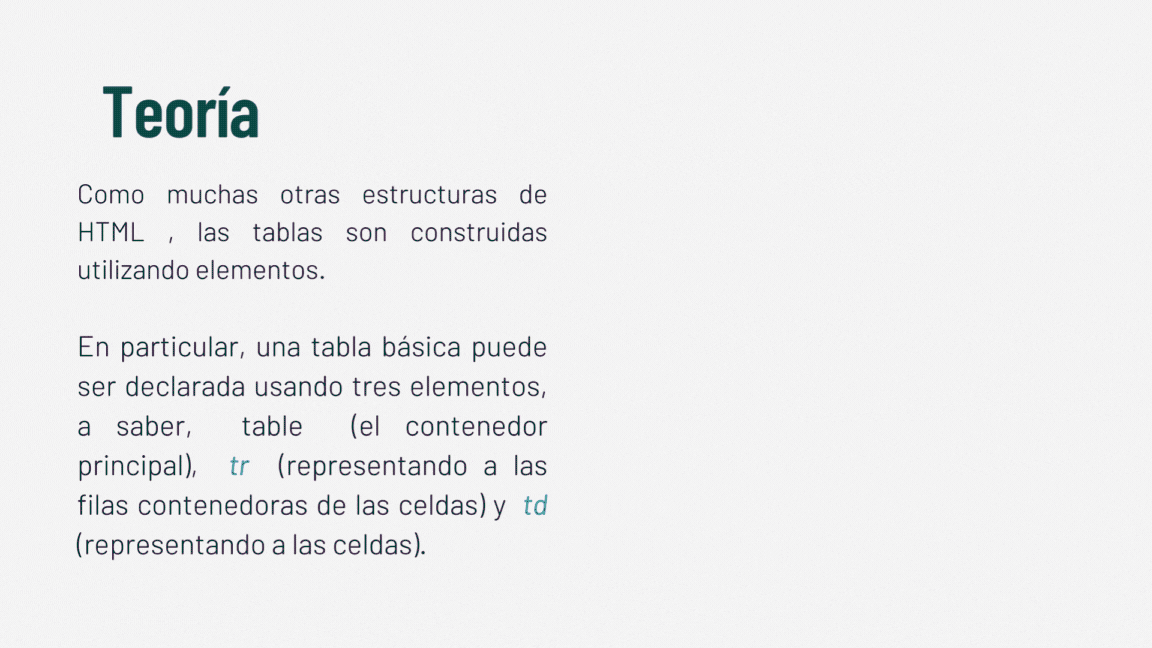 Teoría
Como muchas otras estructuras de
HTML , las tablas son construidas
utilizando elementos.
En particular, una tabla básica puede
ser declarada usando tres elementos,
a saber, table (el contenedor
principal), tr (representando a las
filas contenedoras de las celdas) y td
(representando a las celdas).